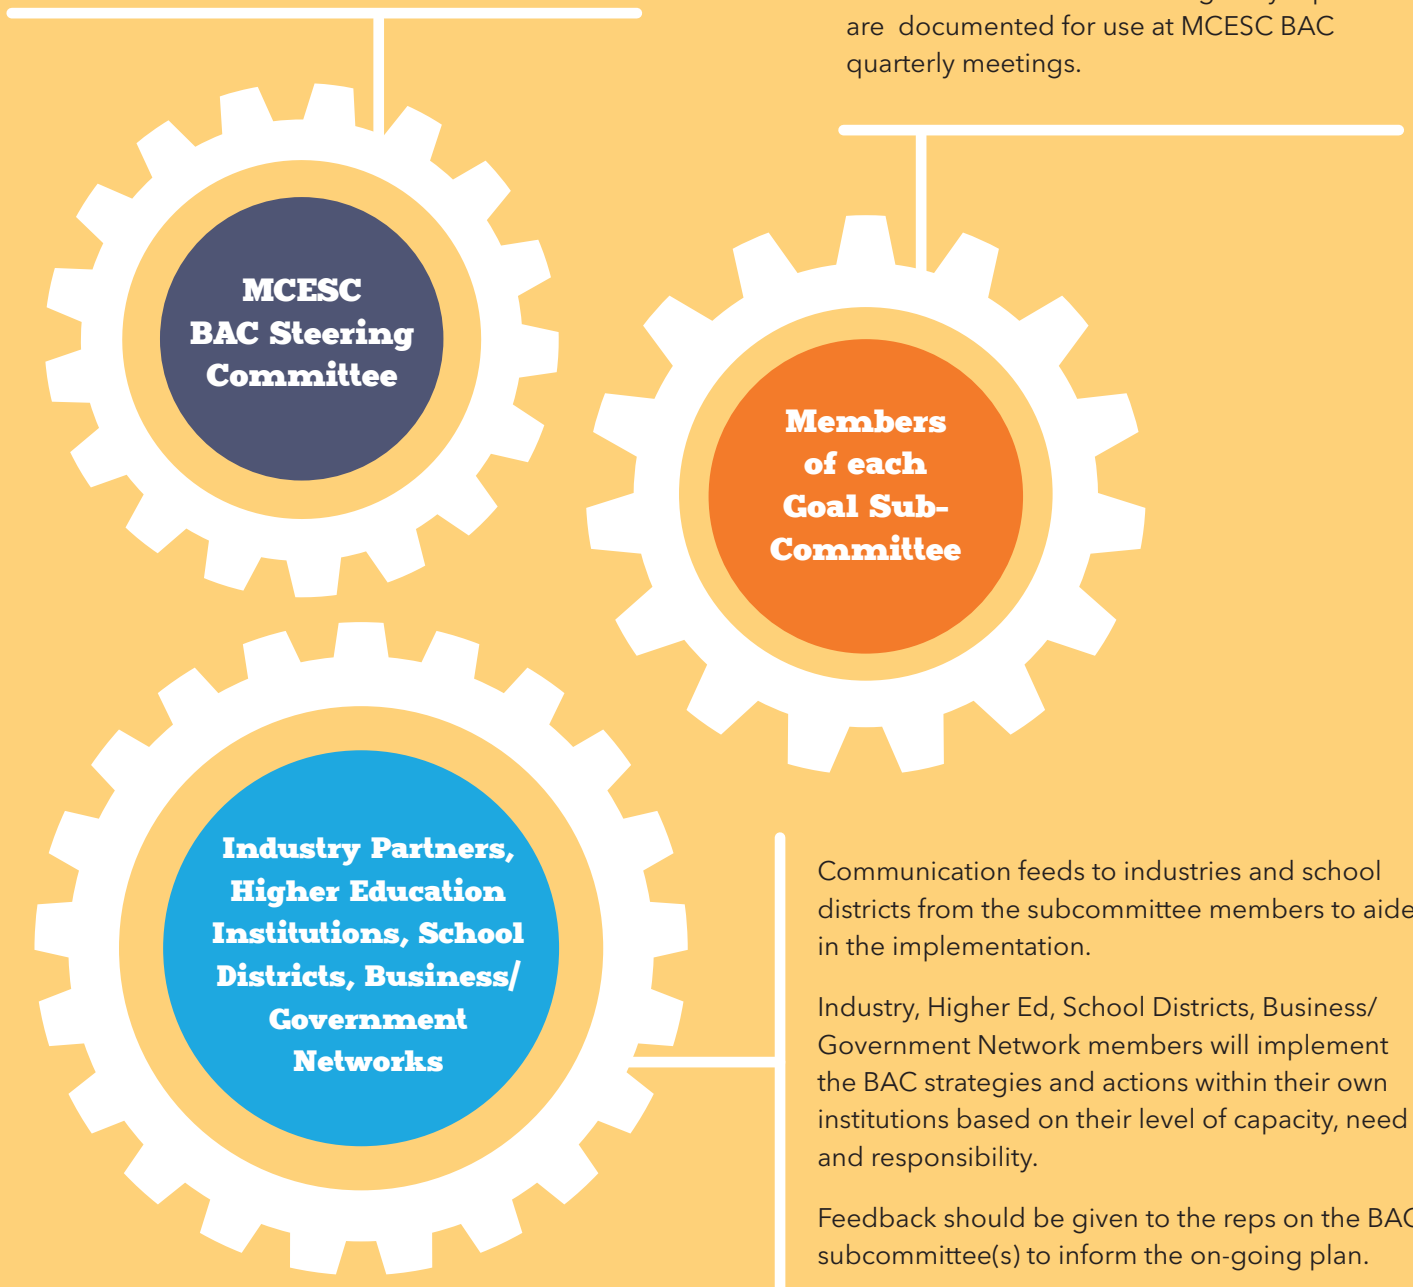 are documented for use at MCESC BAC
quarterly meetings.
MCESC
BAC Steering
Committee
Members
of each
Goal Sub-
Committee
Industry Partners,
Higher Education
Institutions, School
Districts, Business/
Government
Networks
Communication feeds to industries and school
districts from the subcommittee members to aide
in the implementation.
Industry, Higher Ed, School Districts, Business/
Government Network members will implement
the BAC strategies and actions within their own
institutions based on their level of capacity, need
and responsibility.
Feedback should be given to the reps on the BAC
subcommittee(s) to inform the on-going plan.